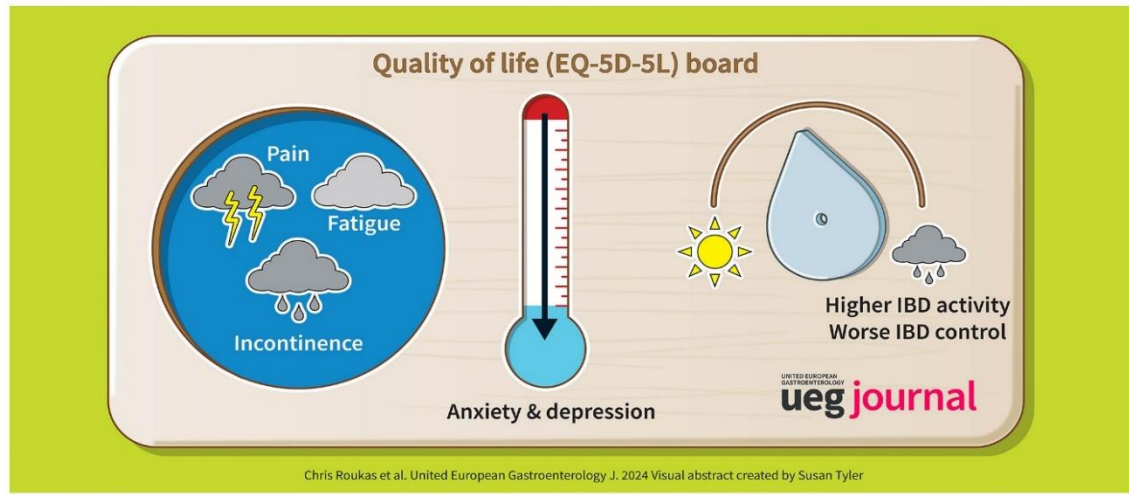 Quality of life (EQ-5D-5L) board
Pain
Fatigue
Incontinence
Anxiety & depression
Higher IBD activity
Worse IBD control
UNITED EUROPEAN
GASTROENTEROLOGY
ueg journal
Chris Roukas et al. United European Gastroenterology J. 2024 Visual abstract created by Susan Tyler